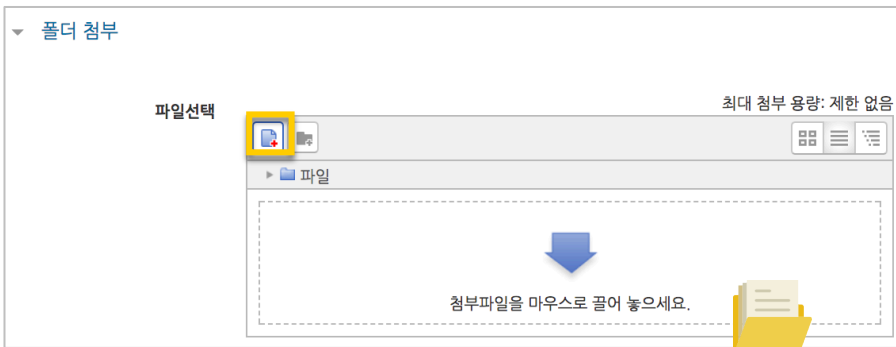 폴더 첨부
최대 첨부 용량: 제한 없음
파일선택
파일
첨부파일을 마우스로 끌어 놓으세요.